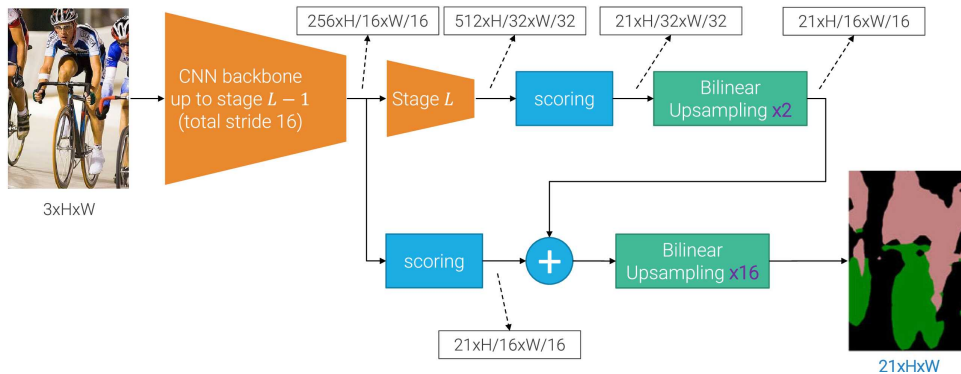 256xH/16xW/16
512xH/32xW/32
21xH/32xW/32
21xH/16xW/16
CNN backbone
up to stage L − 1
(total stride 16)
Stage L
scoring
Bilinear
Upsampling x2
3xHxW
scoring
+
Bilinear
Upsampling x16
21xH/16xW/16
21xHxW